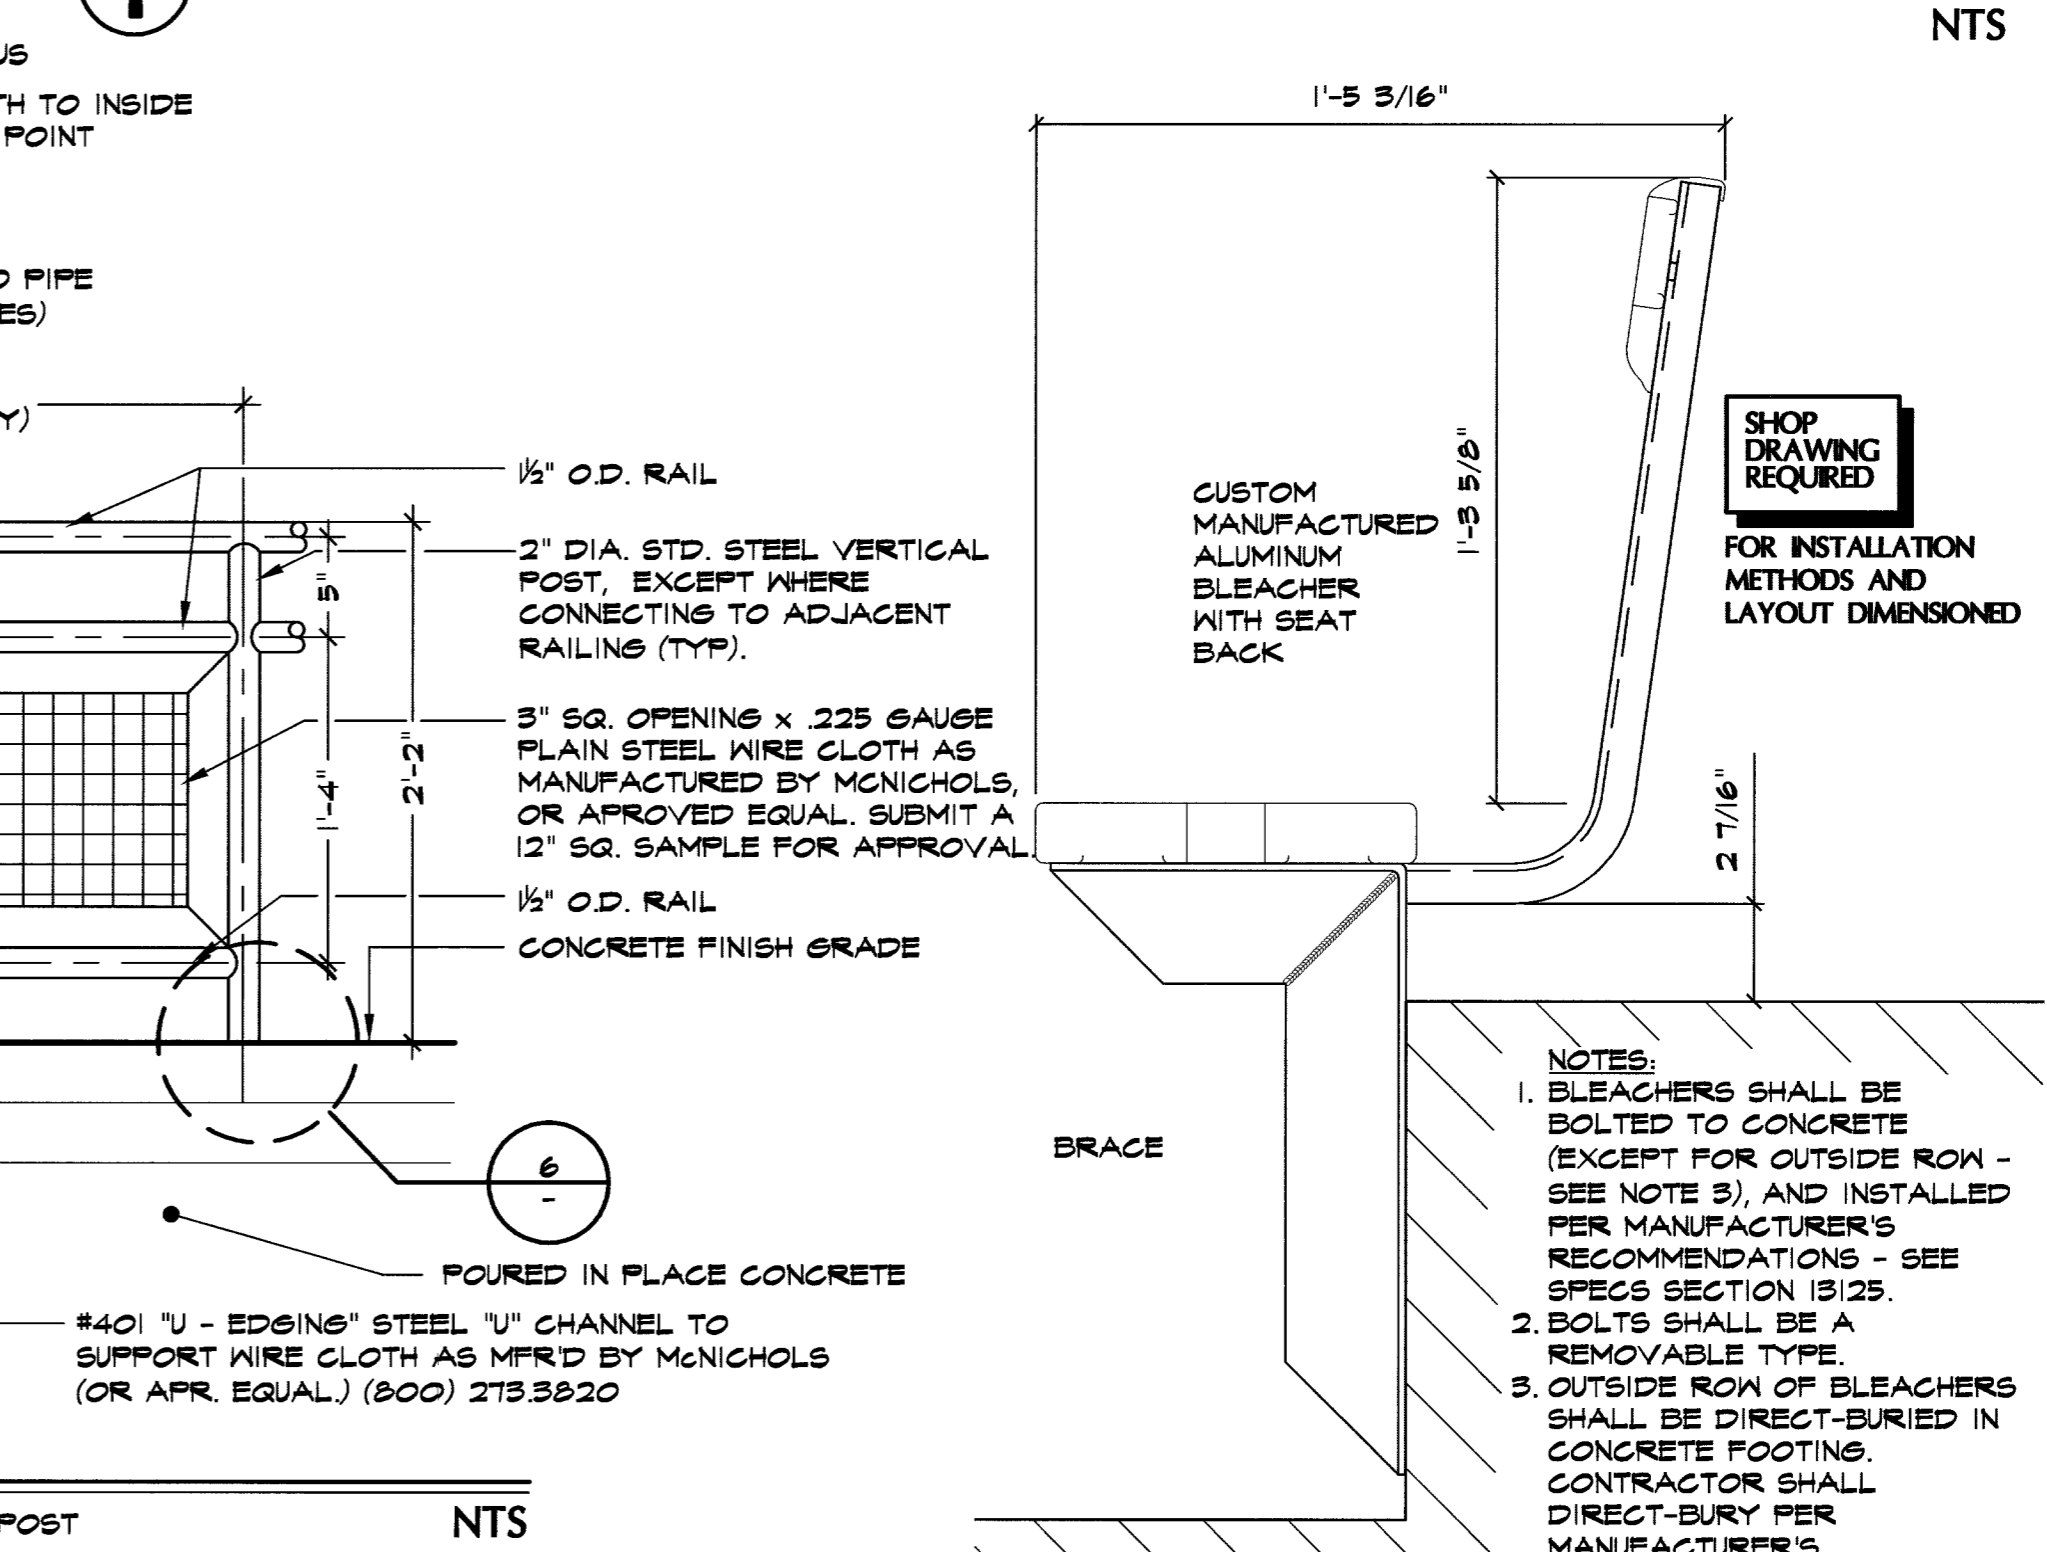 NTS
US
TH TO INSIDE
POINT
D PIPE
ES)
Y)
1½" O.D. RAIL
2" DIA. STD. STEEL VERTICAL
POST, EXCEPT WHERE
CONNECTING TO ADJACENT
RAILING (TYP).
3" SQ. OPENING x .225 GAUGE
PLAIN STEEL WIRE CLOTH AS
MANUFACTURED BY MCNICHOLS,
OR APROVED EQUAL. SUBMIT A
12" SQ. SAMPLE FOR APPROVAL.
1½" O.D. RAIL
CONCRETE FINISH GRADE
5"
1'-4"
2'-2"
6
-
POURED IN PLACE CONCRETE
#401 "U - EDGING" STEEL "U" CHANNEL TO
SUPPORT WIRE CLOTH AS MFR'D BY McNICHOLS
(OR APR. EQUAL.) (800) 273.3820
POST
NTS
1'-5 3/16"
1'-3 5/8"
CUSTOM
MANUFACTURED
ALUMINUM
BLEACHER
WITH SEAT
BACK
SHOP
DRAWING
REQUIRED
FOR INSTALLATION
METHODS AND
LAYOUT DIMENSIONED
2 7/16"
BRACE
NOTES:
1. BLEACHERS SHALL BE
BOLTED TO CONCRETE
(EXCEPT FOR OUTSIDE ROW -
SEE NOTE 3), AND INSTALLED
PER MANUFACTURER'S
RECOMMENDATIONS - SEE
SPECS SECTION 13125.
2. BOLTS SHALL BE A
REMOVABLE TYPE.
3. OUTSIDE ROW OF BLEACHERS
SHALL BE DIRECT-BURIED IN
CONCRETE FOOTING.
CONTRACTOR SHALL
DIRECT-BURY PER
MANUFACTURER'S